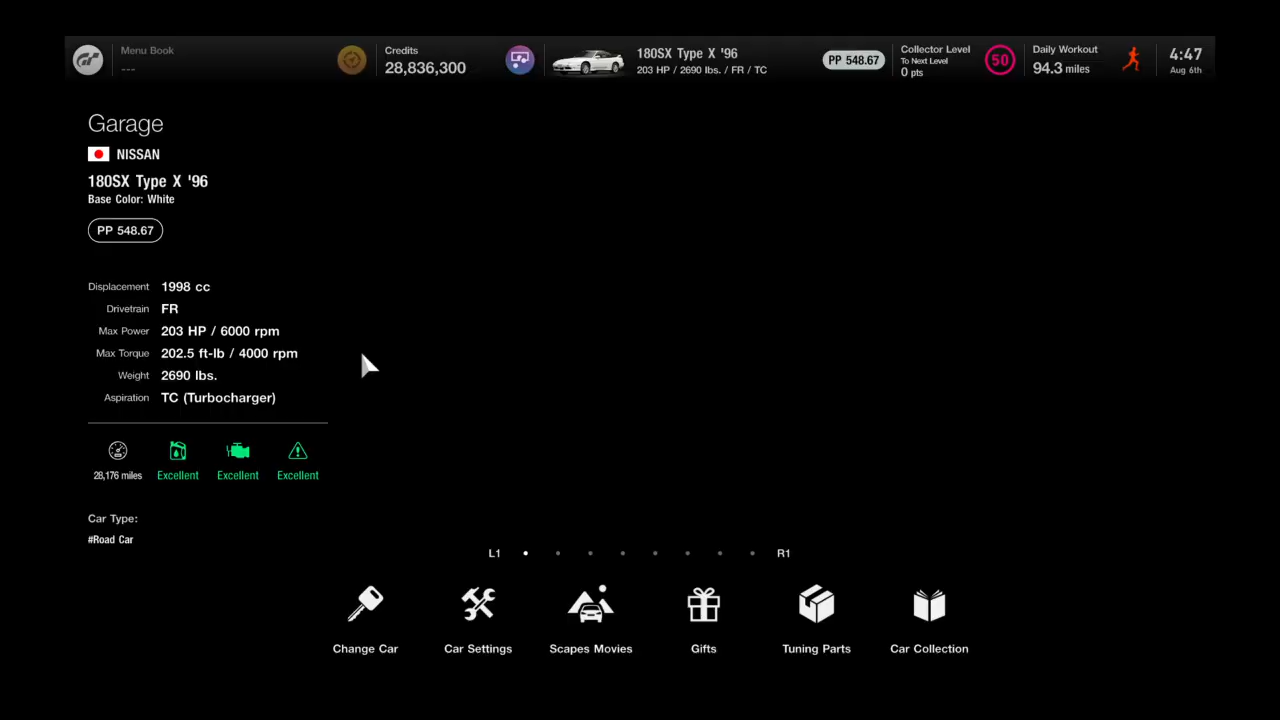 Menu Book
---
Credits
28,836,300
180SX Type X '96
203 HP / 2690 lbs. / FR / TC
PP 548.67
Collector Level
To Next Level
0 pts
50
Daily Workout
94.3 miles
4:47
Aug 6th
Garage
NISSAN
180SX Type X '96
Base Color: White
PP 548.67
Displacement 1998 cc
Drivetrain FR
Max Power 203 HP / 6000 rpm
Max Torque 202.5 ft-lb / 4000 rpm
Weight 2690 lbs.
Aspiration TC (Turbocharger)
28,176 miles Excellent Excellent Excellent
Car Type:
#Road Car
L1 R1
Change Car Car Settings Scapes Movies Gifts Tuning Parts Car Collection